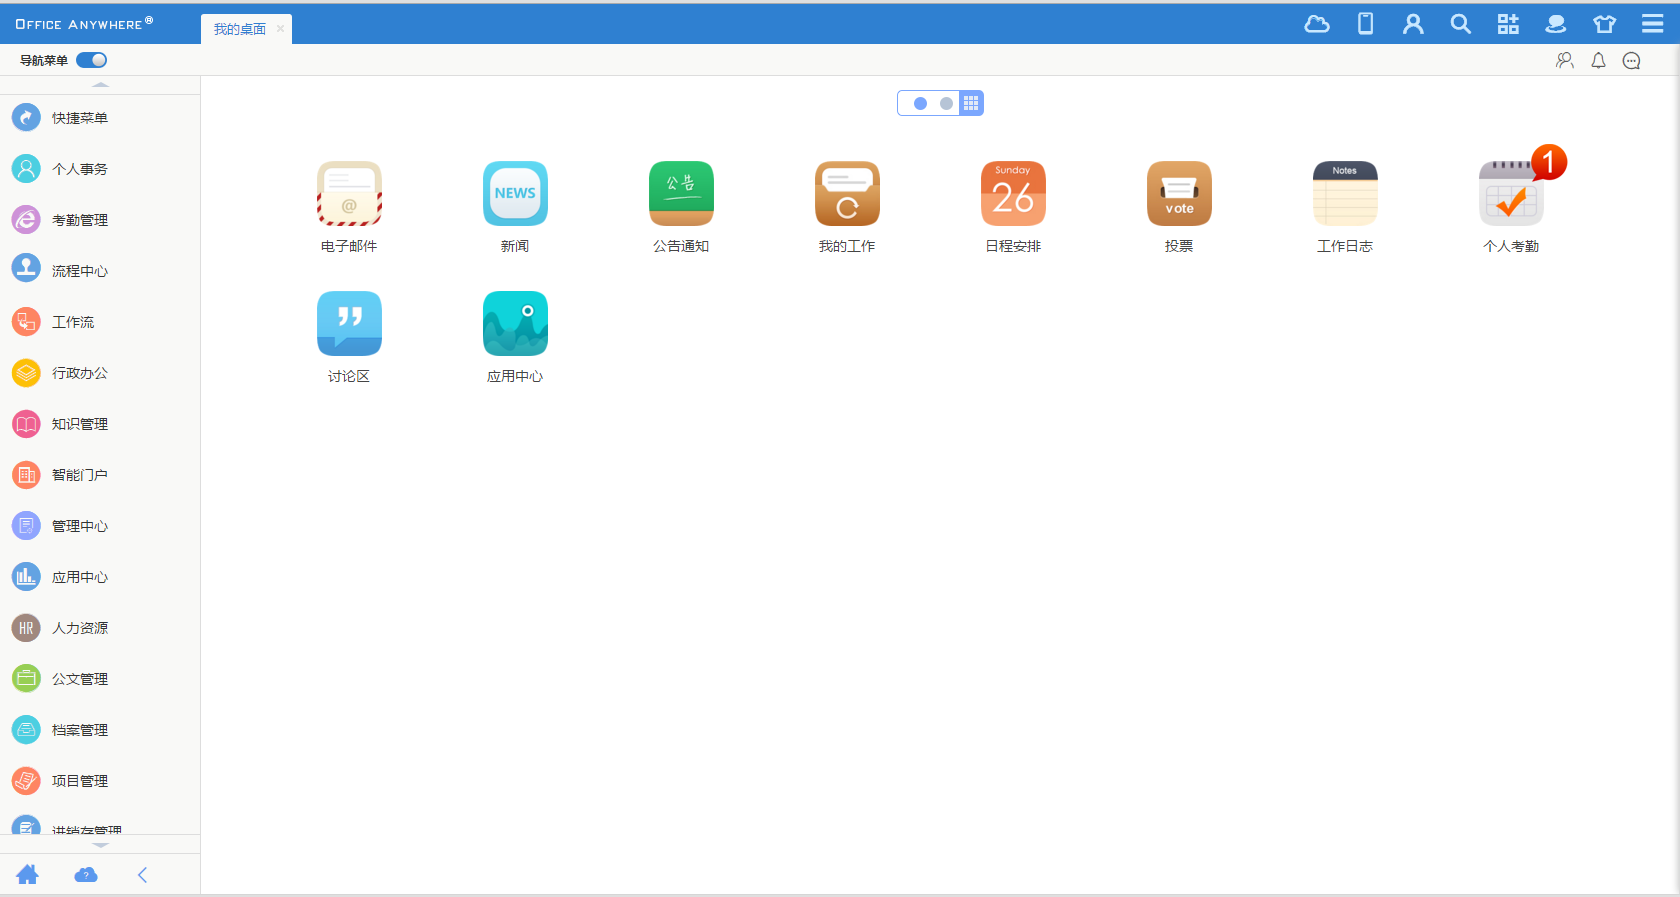 OFFICE ANYWHERE®
我的桌面 ×
导航菜单
快捷菜单
个人事务
考勤管理
流程中心
工作流
行政办公
知识管理
智能门户
管理中心
应用中心
HR 人力资源
公文管理
档案管理
项目管理
进销存管理
@
NEWS
公告
Sunday
26
vote
Notes
1
电子邮件
新闻
公告通知
我的工作
日程安排
投票
工作日志
个人考勤
讨论区
应用中心
?